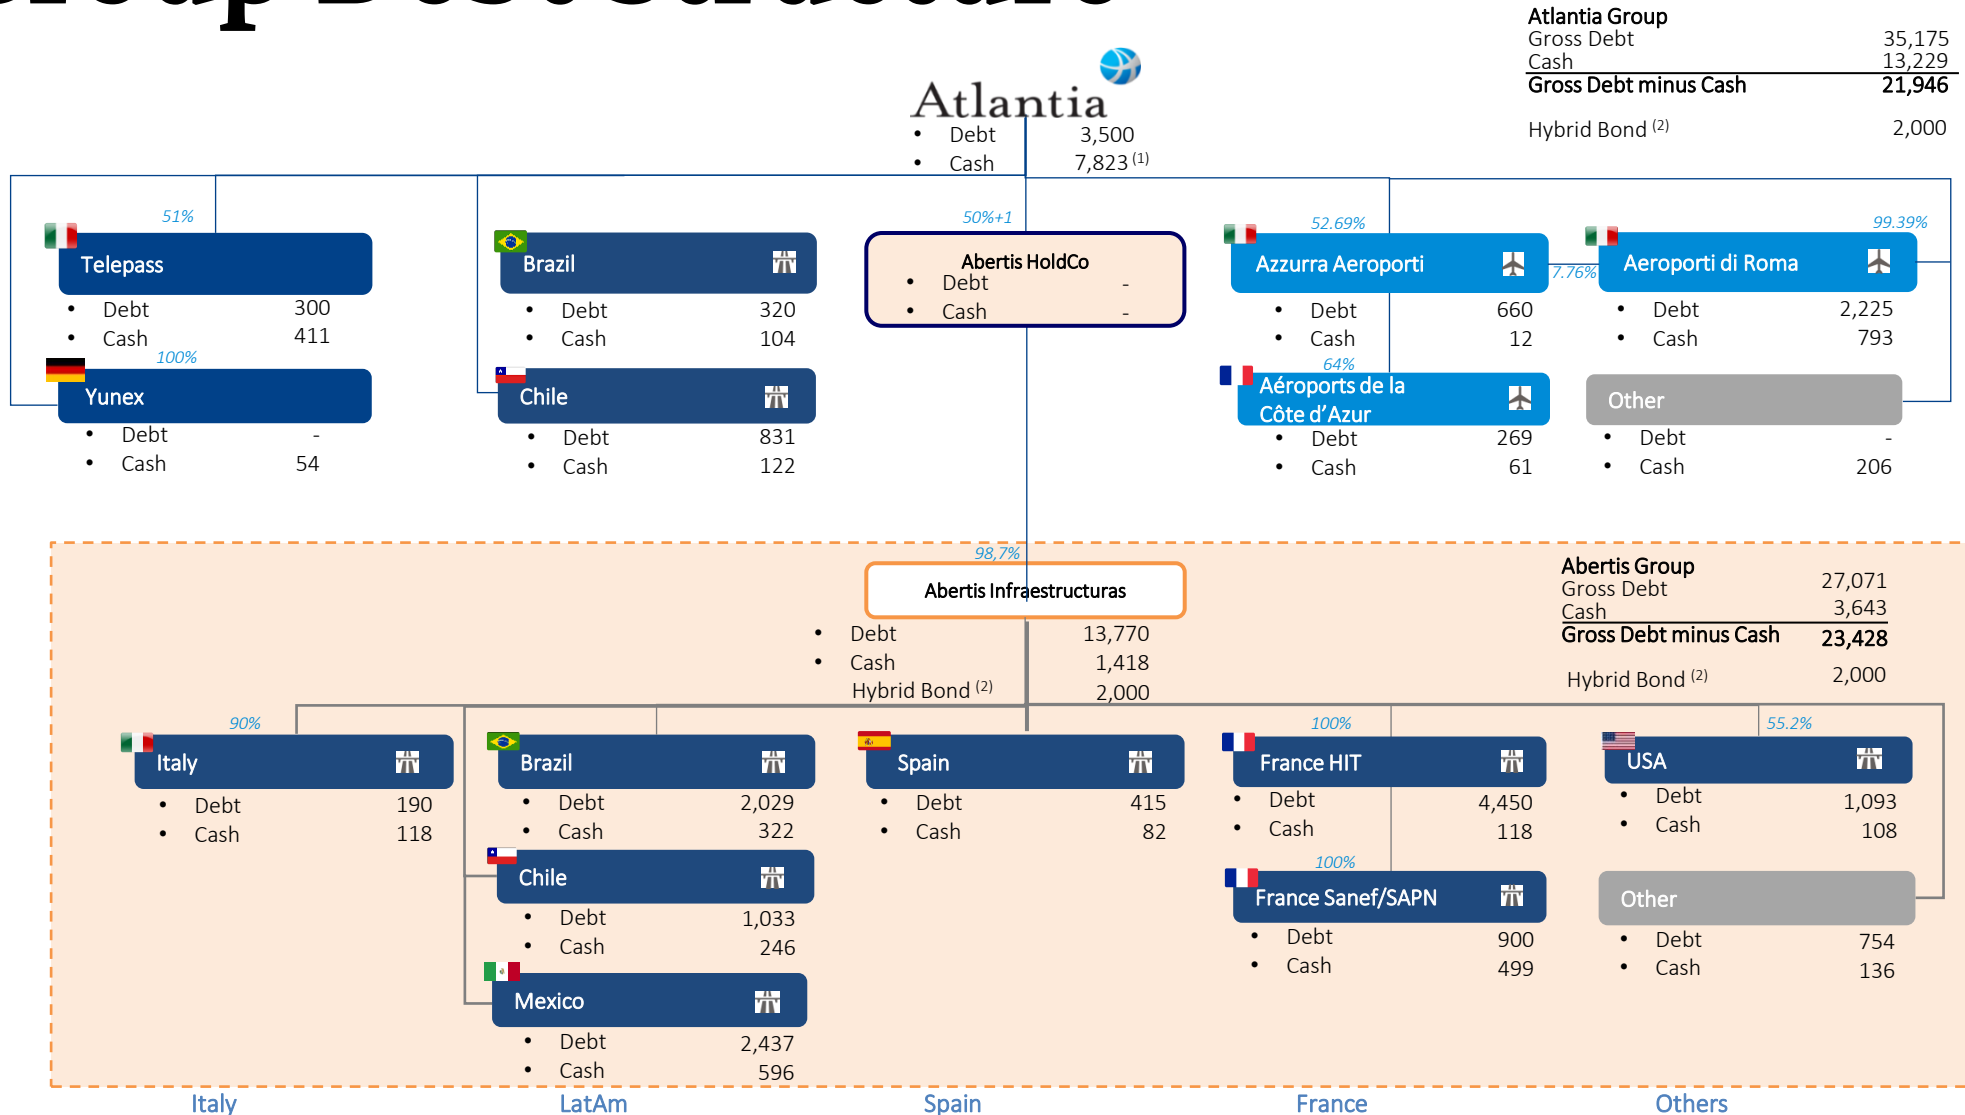 Group Debt Structure
Atlantia Group
Gross Debt 35,175
Cash 13,229
Gross Debt minus Cash 21,946
Hybrid Bond (2) 2,000
Atlantia
• Debt 3,500
• Cash 7,823 (1)
51%
Telepass
• Debt 300
• Cash 411
100%
Yunex
• Debt -
• Cash 54
Brazil
• Debt 320
• Cash 104
Chile
• Debt 831
• Cash 122
50%+1
Abertis HoldCo
• Debt -
• Cash -
52.69%
Azzurra Aeroporti
• Debt 660
• Cash 12
7.76%
64%
Aéroports de la
Côte d’Azur
• Debt 269
• Cash 61
99.39%
Aeroporti di Roma
• Debt 2,225
• Cash 793
Other
• Debt -
• Cash 206
98,7%
Abertis Infraestructuras
• Debt 13,770
• Cash 1,418
Hybrid Bond (2) 2,000
Abertis Group
Gross Debt 27,071
Cash 3,643
Gross Debt minus Cash 23,428
Hybrid Bond (2) 2,000
90%
Italy
• Debt 190
• Cash 118
Brazil
• Debt 2,029
• Cash 322
Chile
• Debt 1,033
• Cash 246
Mexico
• Debt 2,437
• Cash 596
Spain
• Debt 415
• Cash 82
100%
France HIT
• Debt 4,450
• Cash 118
100%
France Sanef/SAPN
• Debt 900
• Cash 499
55.2%
USA
• Debt 1,093
• Cash 108
Other
• Debt 754
• Cash 136
Italy LatAm Spain France Others